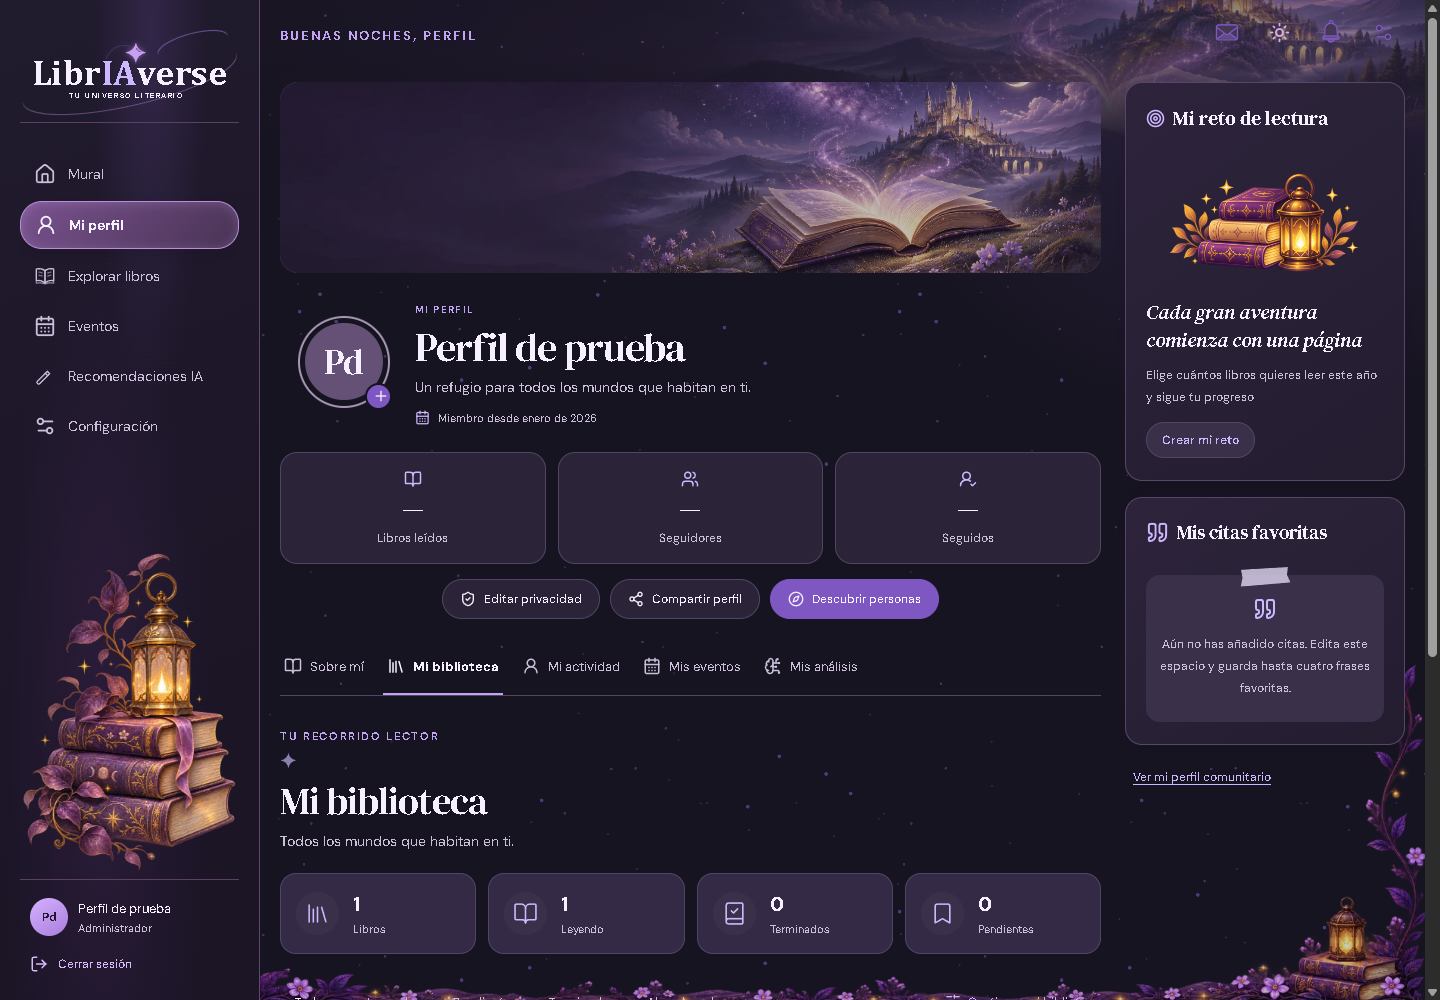 LibrIAverse
TU UNIVERSO LITERARIO
Mural
Mi perfil
Explorar libros
Eventos
Recomendaciones IA
Configuración
Pd
Perfil de prueba
Administrador
Cerrar sesión
BUENAS NOCHES, PERFIL
Pd
MI PERFIL
Perfil de prueba
Un refugio para todos los mundos que habitan en ti.
Miembro desde enero de 2026
—
Libros leídos
—
Seguidores
—
Seguidos
Editar privacidad
Compartir perfil
Descubrir personas
Sobre mí
Mi biblioteca
Mi actividad
Mis eventos
Mis análisis
TU RECORRIDO LECTOR
Mi biblioteca
Todos los mundos que habitan en ti.
1
Libros
1
Leyendo
0
Terminados
0
Pendientes
Mi reto de lectura
Cada gran aventura
comienza con una página
Elige cuántos libros quieres leer este año
y sigue tu progreso
Crear mi reto
Mis citas favoritas
Aún no has añadido citas. Edita este
espacio y guarda hasta cuatro frases
favoritas.
Ver mi perfil comunitario